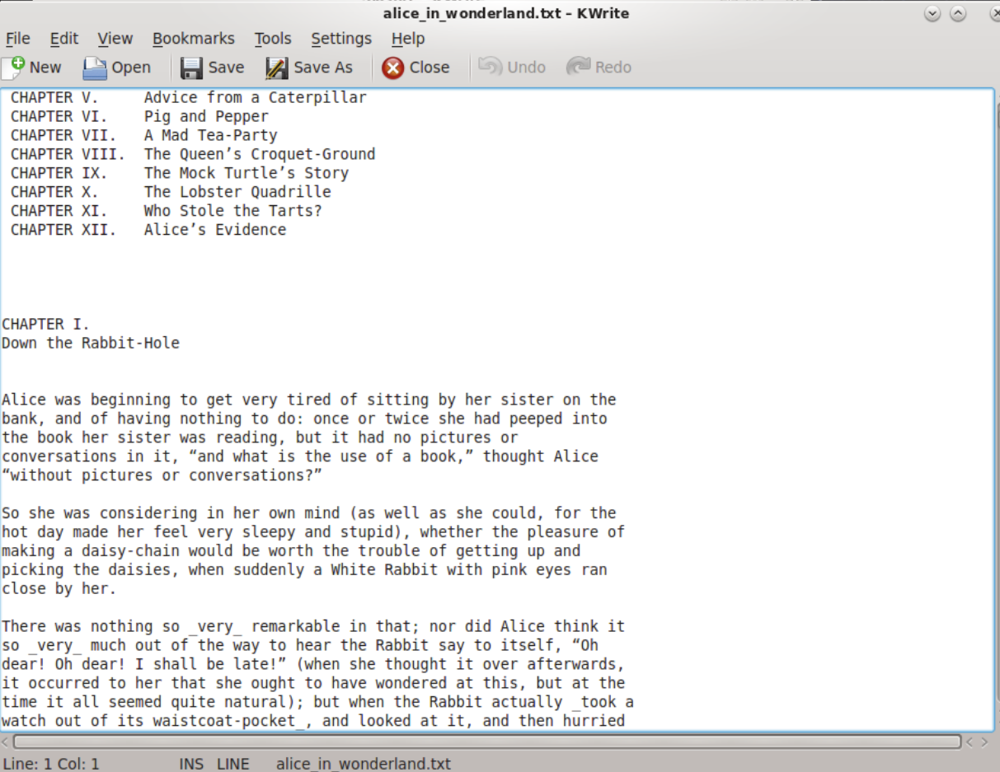 alice_in_wonderland.txt – KWrite
File Edit View Bookmarks Tools Settings Help
New Open Save Save As Close Undo Redo
CHAPTER V.     Advice from a Caterpillar
CHAPTER VI.    Pig and Pepper
CHAPTER VII.   A Mad Tea-Party
CHAPTER VIII.  The Queen’s Croquet-Ground
CHAPTER IX.    The Mock Turtle’s Story
CHAPTER X.     The Lobster Quadrille
CHAPTER XI.    Who Stole the Tarts?
CHAPTER XII.   Alice’s Evidence
CHAPTER I.
Down the Rabbit-Hole
Alice was beginning to get very tired of sitting by her sister on the
bank, and of having nothing to do: once or twice she had peeped into
the book her sister was reading, but it had no pictures or
conversations in it, “and what is the use of a book,” thought Alice
“without pictures or conversations?”
So she was considering in her own mind (as well as she could, for the
hot day made her feel very sleepy and stupid), whether the pleasure of
making a daisy-chain would be worth the trouble of getting up and
picking the daisies, when suddenly a White Rabbit with pink eyes ran
close by her.
There was nothing so _very_ remarkable in that; nor did Alice think it
so _very_ much out of the way to hear the Rabbit say to itself, “Oh
dear! Oh dear! I shall be late!” (when she thought it over afterwards,
it occurred to her that she ought to have wondered at this, but at the
time it all seemed quite natural); but when the Rabbit actually _took a
watch out of its waistcoat-pocket_, and looked at it, and then hurried
Line: 1 Col: 1 INS LINE alice_in_wonderland.txt